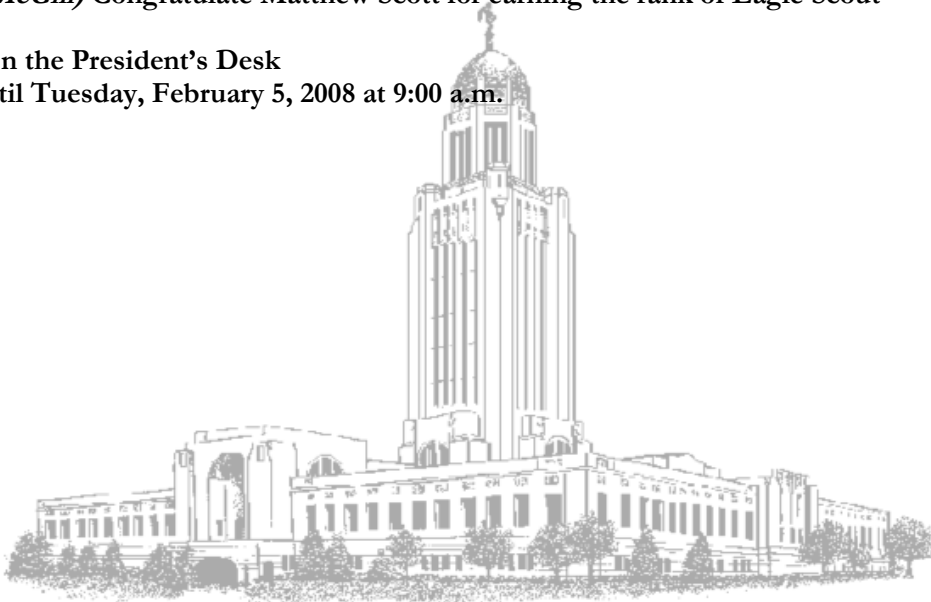 McGill) Congratulate Matthew Scott for earning the rank of Eagle Scout
n the President's Desk
til Tuesday, February 5, 2008 at 9:00 a.m.